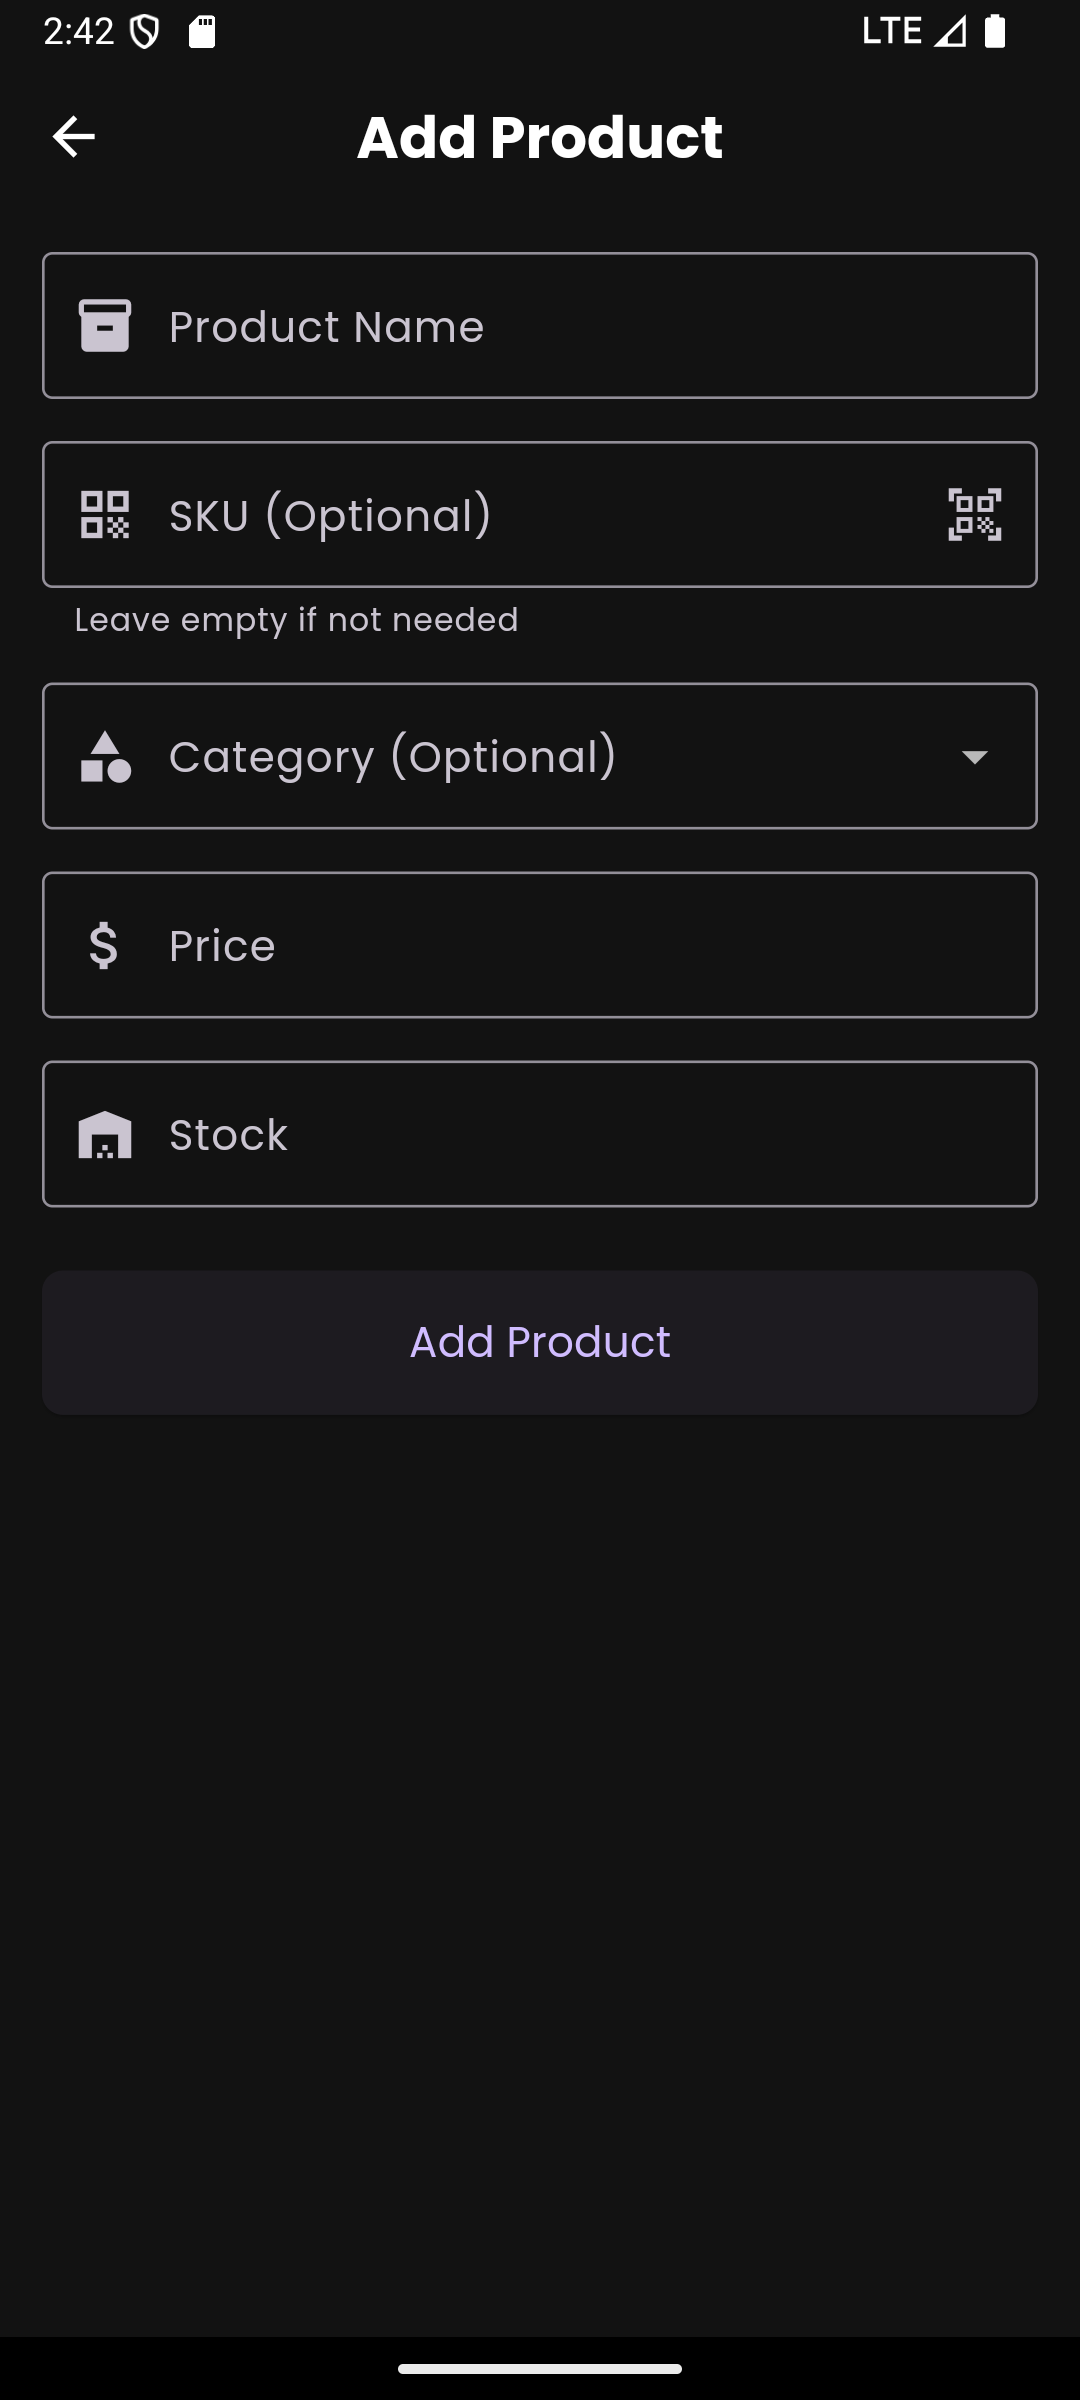 2:42 LTE
Add Product
Product Name
SKU (Optional)
Leave empty if not needed
Category (Optional)
Price
Stock
Add Product